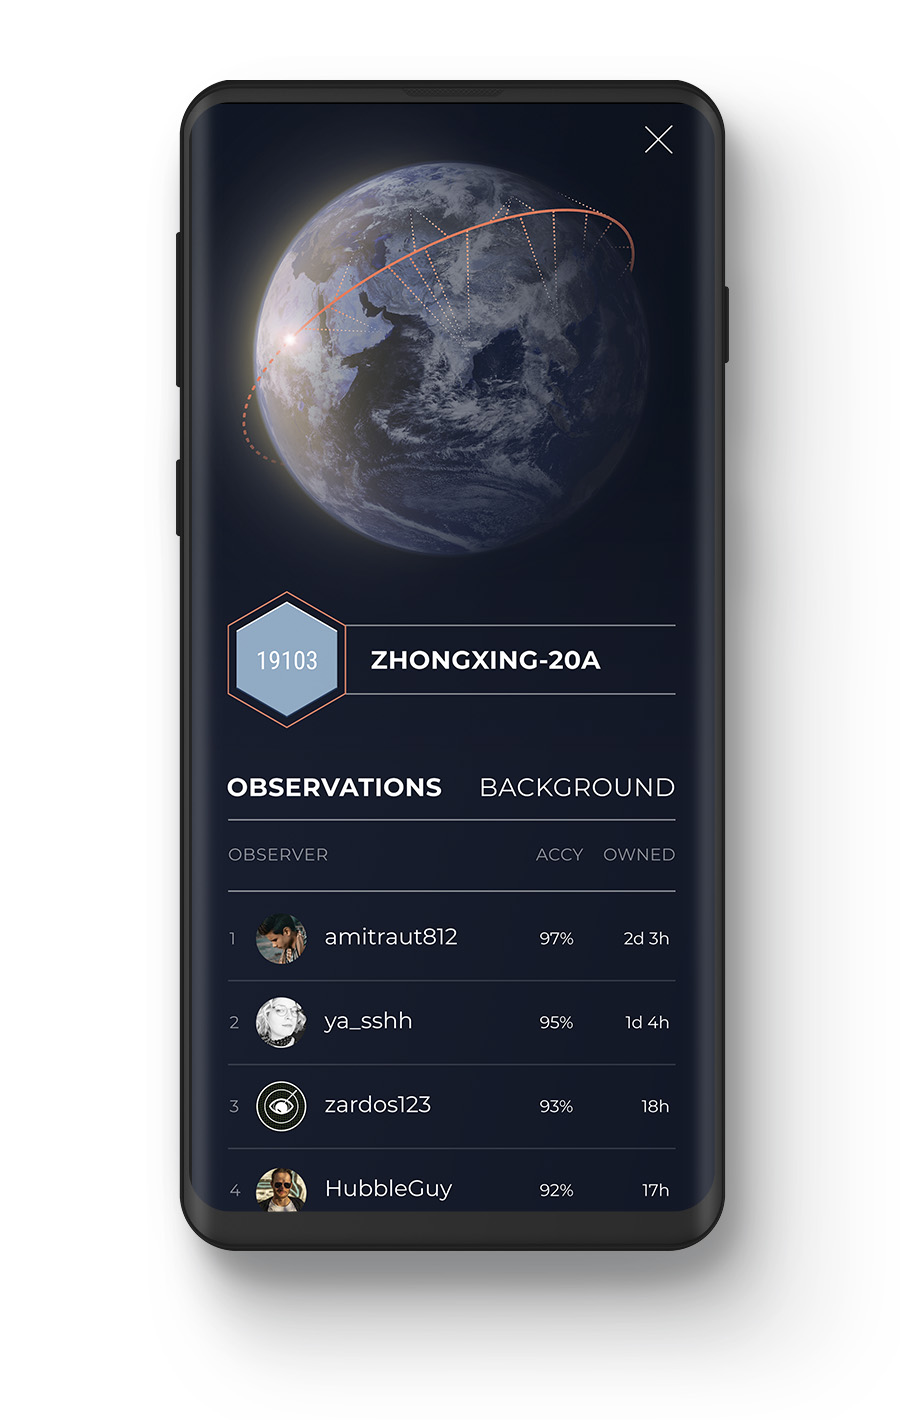 19103
ZHONGXING-20A
OBSERVATIONS BACKGROUND
OBSERVER ACCY OWNED
1 amitraut812 97% 2d 3h
2 ya_sshh 95% 1d 4h
3 zardos123 93% 18h
4 HubbleGuy 92% 17h